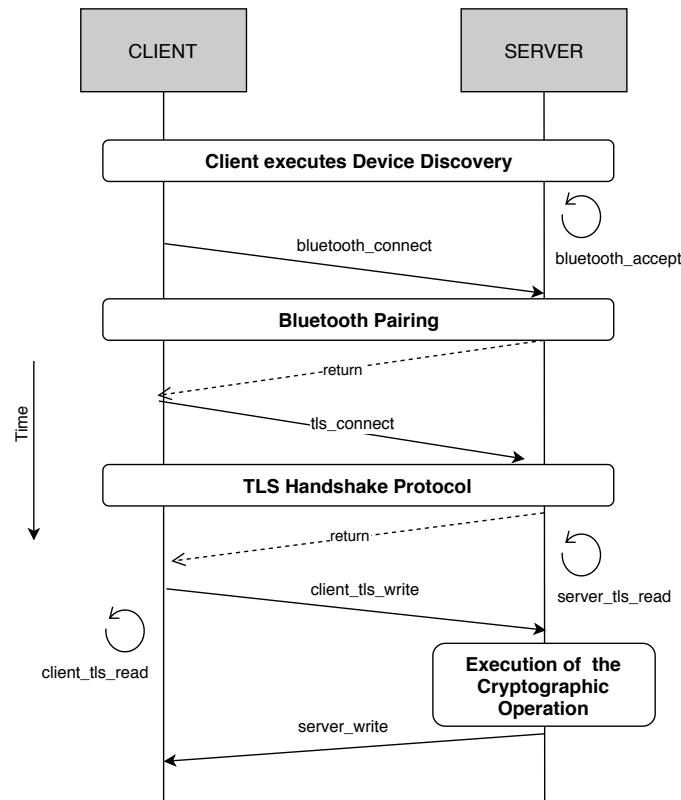 CLIENT
SERVER
Client executes Device Discovery
bluetooth_connect
bluetooth_accept
Bluetooth Pairing
return
Time
tls_connect
TLS Handshake Protocol
return
client_tls_write
server_tls_read
client_tls_read
Execution of the
Cryptographic
Operation
server_write